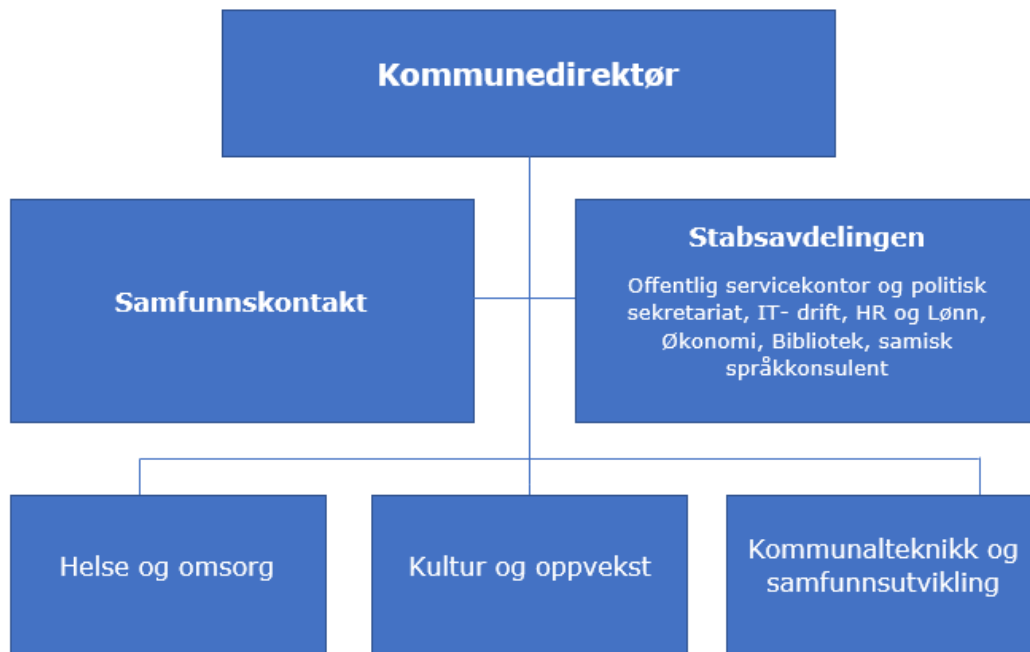 Kommunedirektør
Samfunnskontakt
Stabsavdelingen
Offentlig servicekontor og politisk
sekretariat, IT- drift, HR og Lønn,
Økonomi, Bibliotek, samisk
språkkonsulent
Helse og omsorg
Kultur og oppvekst
Kommunalteknikk og
samfunnsutvikling